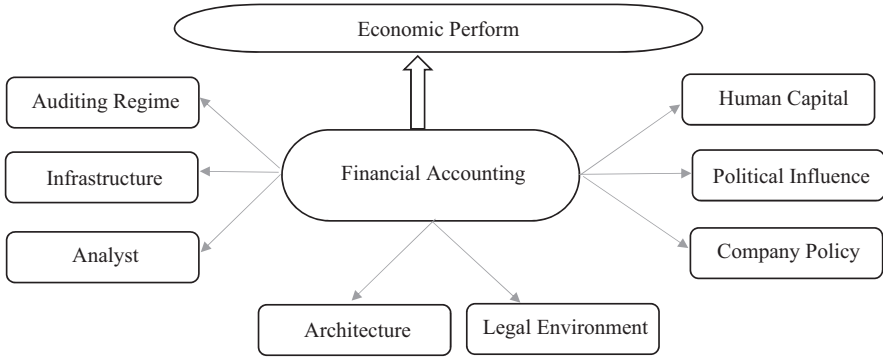 Economic Perform
Auditing Regime
Human Capital
Infrastructure
Financial Accounting
Political Influence
Analyst
Company Policy
Architecture
Legal Environment